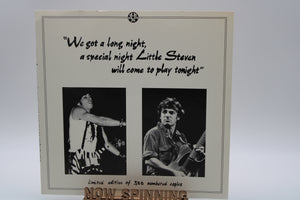 "We got a long night,
a special night Little Steven
will come to play tonight"
Limited edition of 300 numbered copies
NOW SPINNING